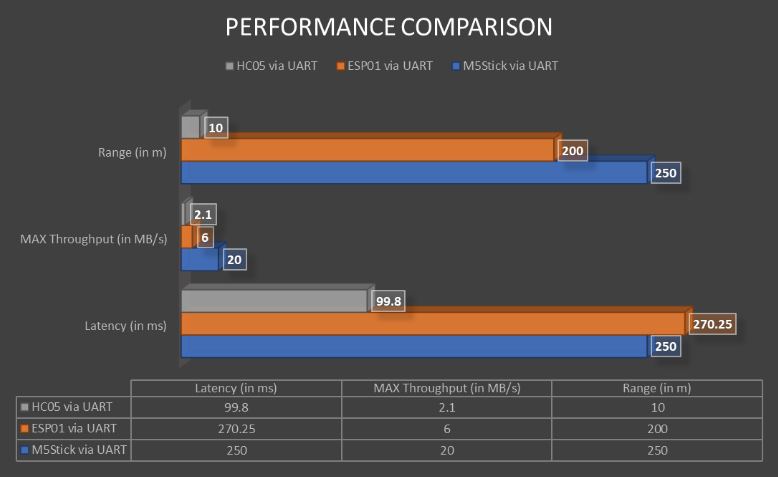 PERFORMANCE COMPARISON
HC05 via UART ESP01 via UART M5Stick via UART
10
Range (in m)
200
250
2.1
MAX Throughput (in MB/s)
6
20
99.8
Latency (in ms)
270.25
250
Latency (in ms) MAX Throughput (in MB/s) Range (in m)
HC05 via UART 99.8 2.1 10
ESP01 via UART 270.25 6 200
M5Stick via UART 250 20 250